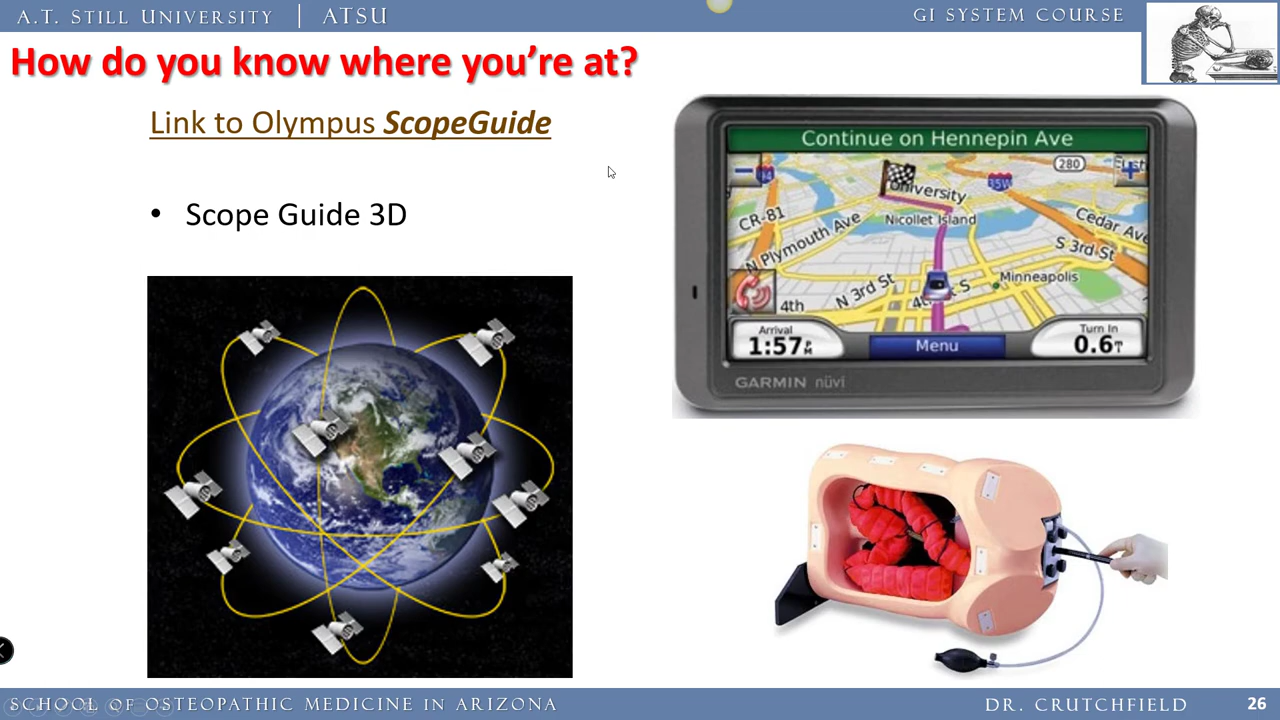 A.T. STILL UNIVERSITY | ATSU
GI SYSTEM COURSE
How do you know where you're at?
Link to Olympus ScopeGuide
• Scope Guide 3D
Continue on Hennepin Ave
280
University
35W
CR-81
Nicollet Island
Cedar Ave
N Plymouth Ave
S 3rd St
Minneapolis
N 3rd St
4th
Arrival
1:57 PM
Menu
Turn In
0.6
GARMIN nüvi
SCHOOL OF OSTEOPATHIC MEDICINE IN ARIZONA
DR. CRUTCHFIELD
26